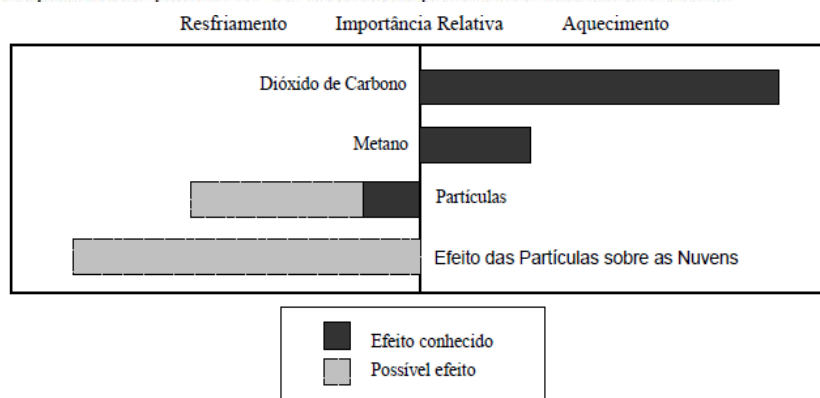 Resfriamento Importância Relativa Aquecimento
Dióxido de Carbono
Metano
Partículas
Efeito das Partículas sobre as Nuvens
Efeito conhecido
Possível efeito